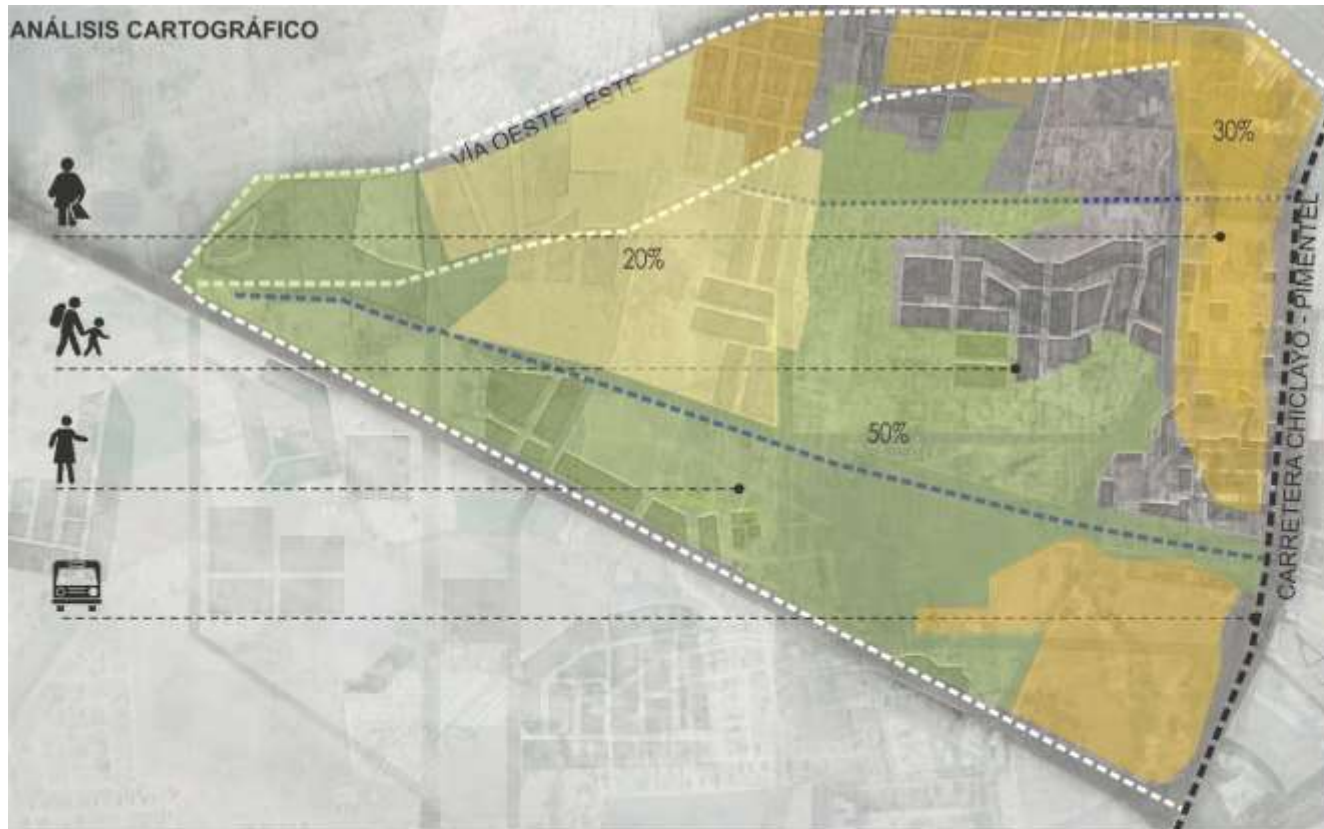 ANÁLISIS CARTOGRÁFICO
VÍA OESTE - ESTE
30%
20%
50%
CARRETERA CHICLAYO - PIMENTEL